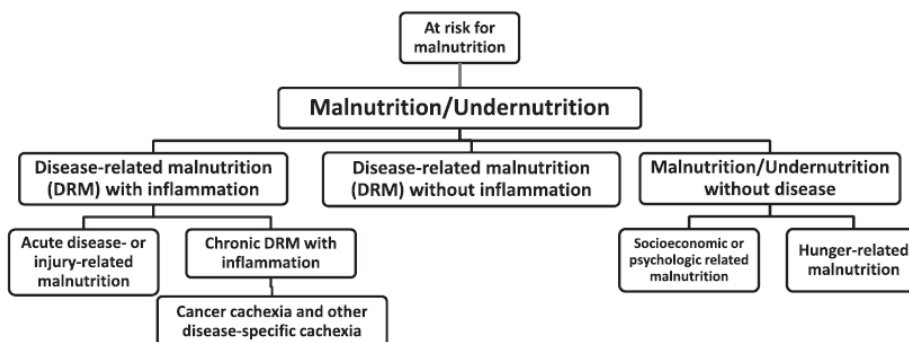 At risk for
malnutrition
Malnutrition/Undernutrition
Disease-related malnutrition
(DRM) with inflammation
Disease-related malnutrition
(DRM) without inflammation
Malnutrition/Undernutrition
without disease
Acute disease- or
injury-related
malnutrition
Chronic DRM with
inflammation
Socioeconomic or
psychologic related
malnutrition
Hunger-related
malnutrition
Cancer cachexia and other
disease-specific cachexia